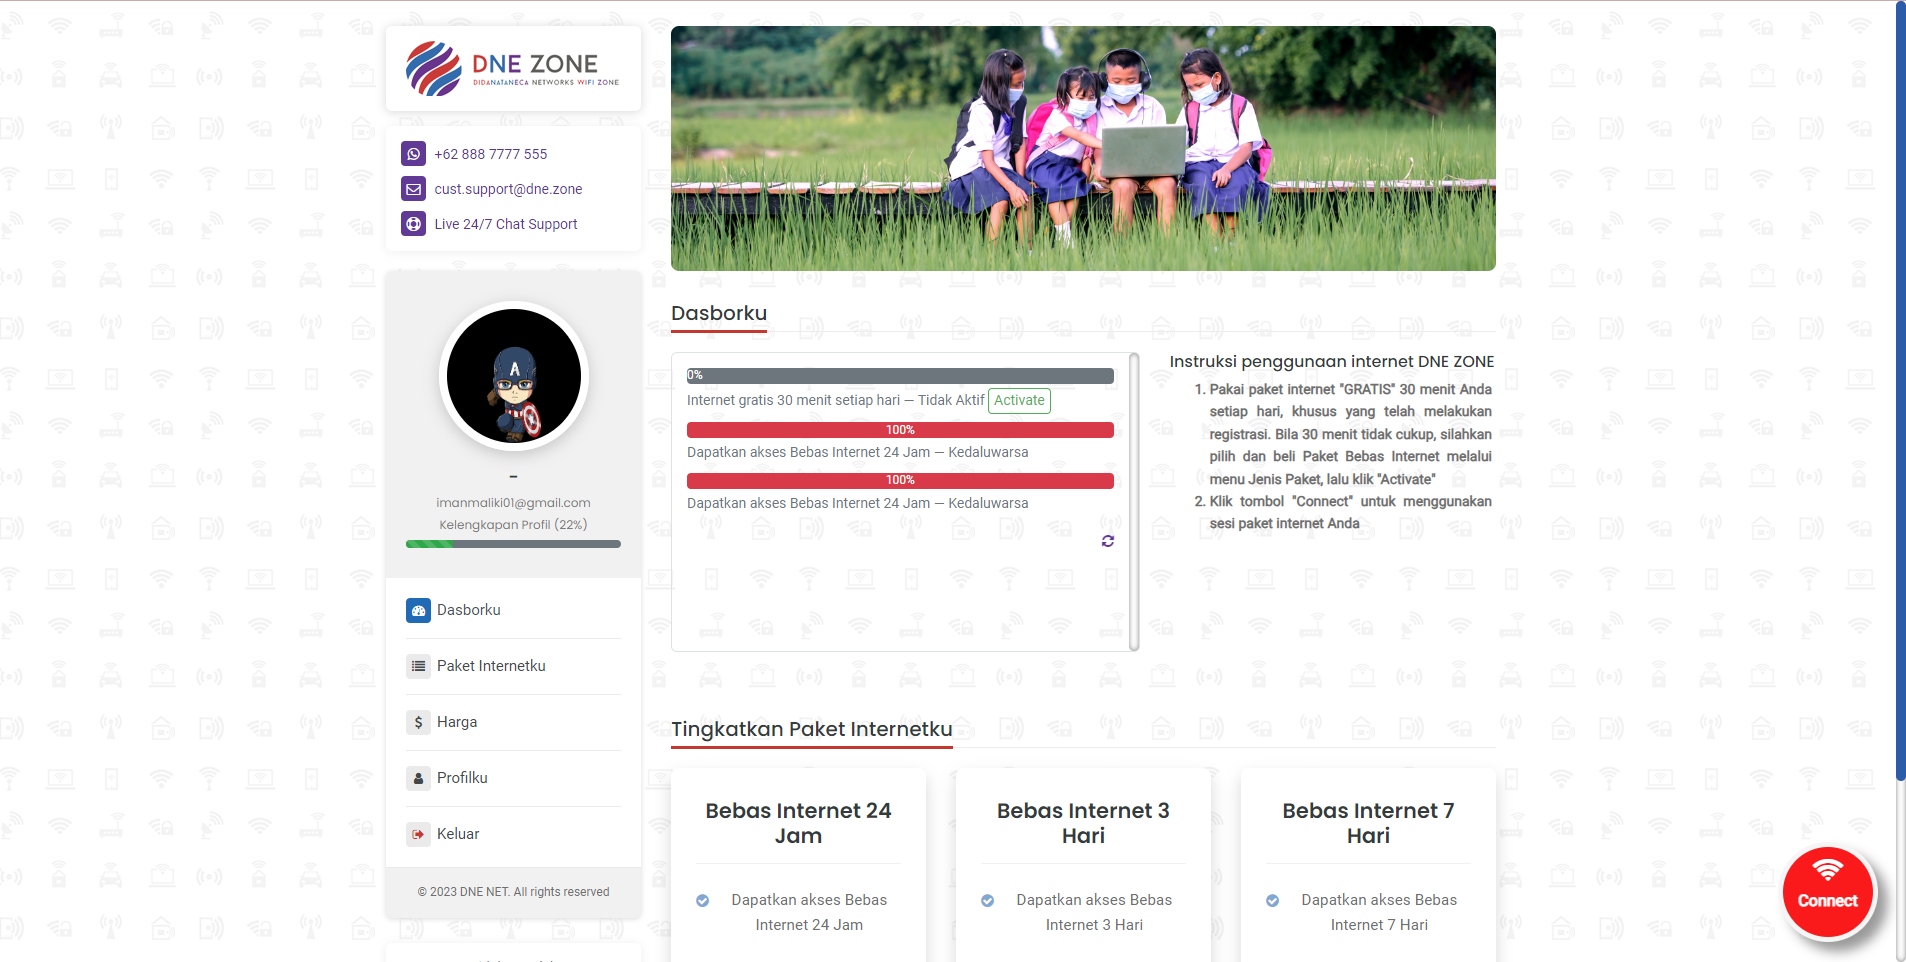 DNE ZONE
DIDANATANECA NETWORKS WIFI ZONE
+62 888 7777 555
cust.support@dne.zone
Live 24/7 Chat Support
A
–
imanmaliki01@gmail.com
Kelengkapan Profil (22%)
Dasborku
Paket Internetku
Harga
Profilku
Keluar
© 2023 DNE NET. All rights reserved
Dasborku
0%
Internet gratis 30 menit setiap hari — Tidak Aktif Activate
100%
Dapatkan akses Bebas Internet 24 Jam — Kedaluwarsa
100%
Dapatkan akses Bebas Internet 24 Jam — Kedaluwarsa
Instruksi penggunaan internet DNE ZONE
1. Pakai paket internet "GRATIS" 30 menit Anda
setiap hari, khusus yang telah melakukan
registrasi. Bila 30 menit tidak cukup, silahkan
pilih dan beli Paket Bebas Internet melalui
menu Jenis Paket, lalu klik "Activate"
2. Klik tombol "Connect" untuk menggunakan
sesi paket internet Anda
Tingkatkan Paket Internetku
Bebas Internet 24
Jam
Dapatkan akses Bebas
Internet 24 Jam
Bebas Internet 3
Hari
Dapatkan akses Bebas
Internet 3 Hari
Bebas Internet 7
Hari
Dapatkan akses Bebas
Internet 7 Hari
Connect